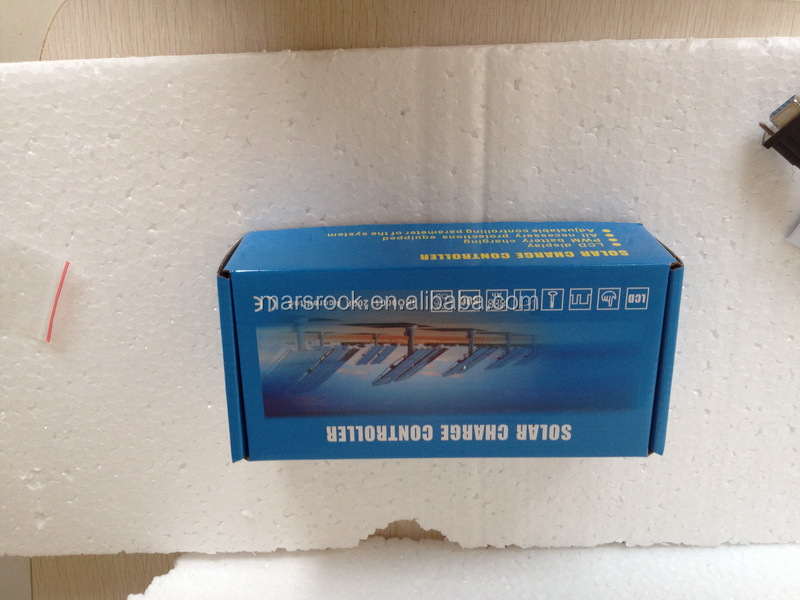 SOLAR CHARGE CONTROLLER
LCD
CE
SOLAR CHARGE CONTROLLER
LCD display
PWM battery charging
All necessary protections equipped
Adjustable controlling parameter of the system
marsrock.en.alibaba.com